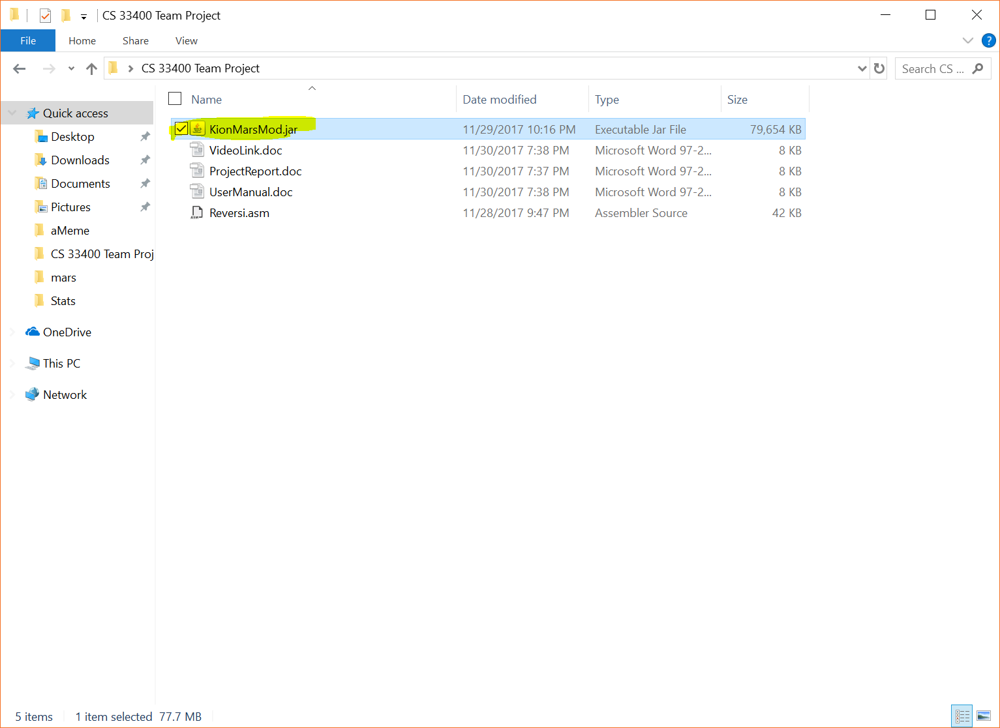 CS 33400 Team Project
File Home Share View ?
CS 33400 Team Project Search CS ...
Name Date modified Type Size
Quick access
Desktop
Downloads
Documents
Pictures
aMeme
CS 33400 Team Proj
mars
Stats
OneDrive
This PC
Network
KionMarsMod.jar 11/29/2017 10:16 PM Executable Jar File 79,654 KB
VideoLink.doc 11/30/2017 7:38 PM Microsoft Word 97-2... 8 KB
ProjectReport.doc 11/30/2017 7:37 PM Microsoft Word 97-2... 8 KB
UserManual.doc 11/30/2017 7:38 PM Microsoft Word 97-2... 8 KB
ASM Reversi.asm 11/28/2017 9:47 PM Assembler Source 42 KB
5 items 1 item selected 77.7 MB